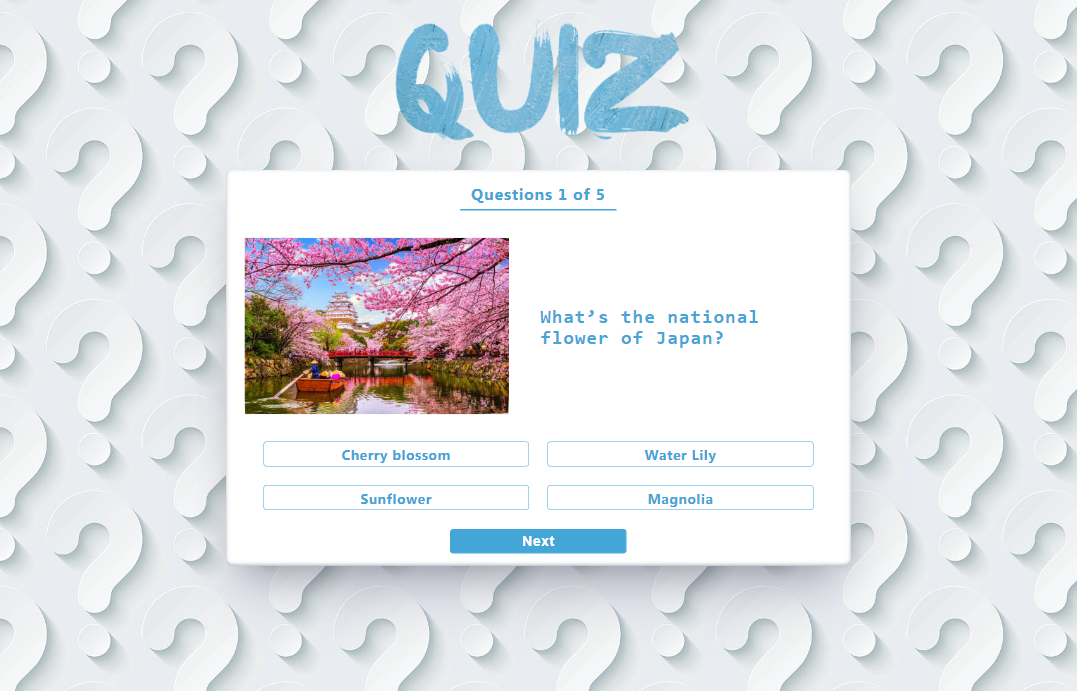 QUIZ
Questions 1 of 5
What’s the national
flower of Japan?
Cherry blossom
Water Lily
Sunflower
Magnolia
Next